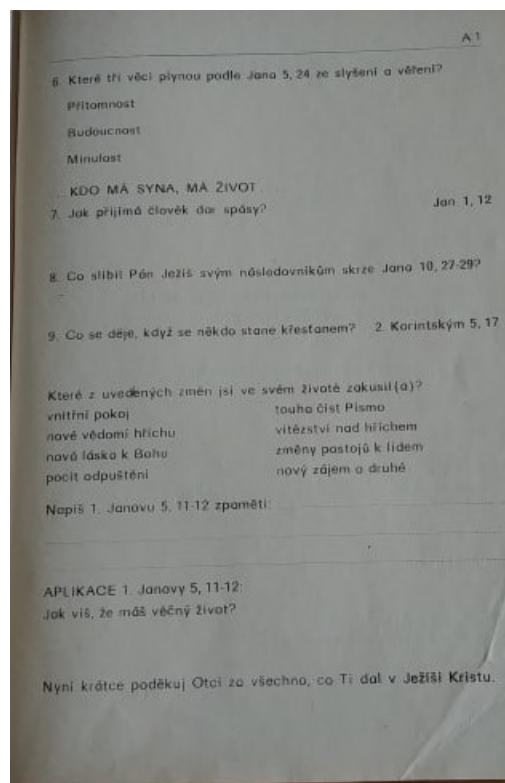 A 1
6. Které tři věci plynou podle Jana 5, 24 ze slyšení a věření?
Přítomnost
Budoucnost
Minulost
... KDO MÁ SYNA, MÁ ŽIVOT
7. Jak přijímá člověk dar spásy? Jan 1, 12
8. Co slíbil Pán Ježíš svým následovníkům skrze Jana 10, 27-29?
9. Co se děje, když se někdo stane křesťanem? 2. Korintským 5, 17
Které z uvedených změn jsi ve svém životě zakusil(a)?
vnitřní pokoj touha číst Písmo
nové vědomí hříchu vítězství nad hříchem
nová láska k Bohu změny postojů k lidem
pocit odpuštění nový zájem o druhé
Napiš 1. Janovu 5, 11-12 zpaměti:
APLIKACE 1. Janovy 5, 11-12:
Jak víš, že máš věčný život?
Nyní krátce poděkuj Otci za všechno, co Ti dal v Ježíši Kristu.